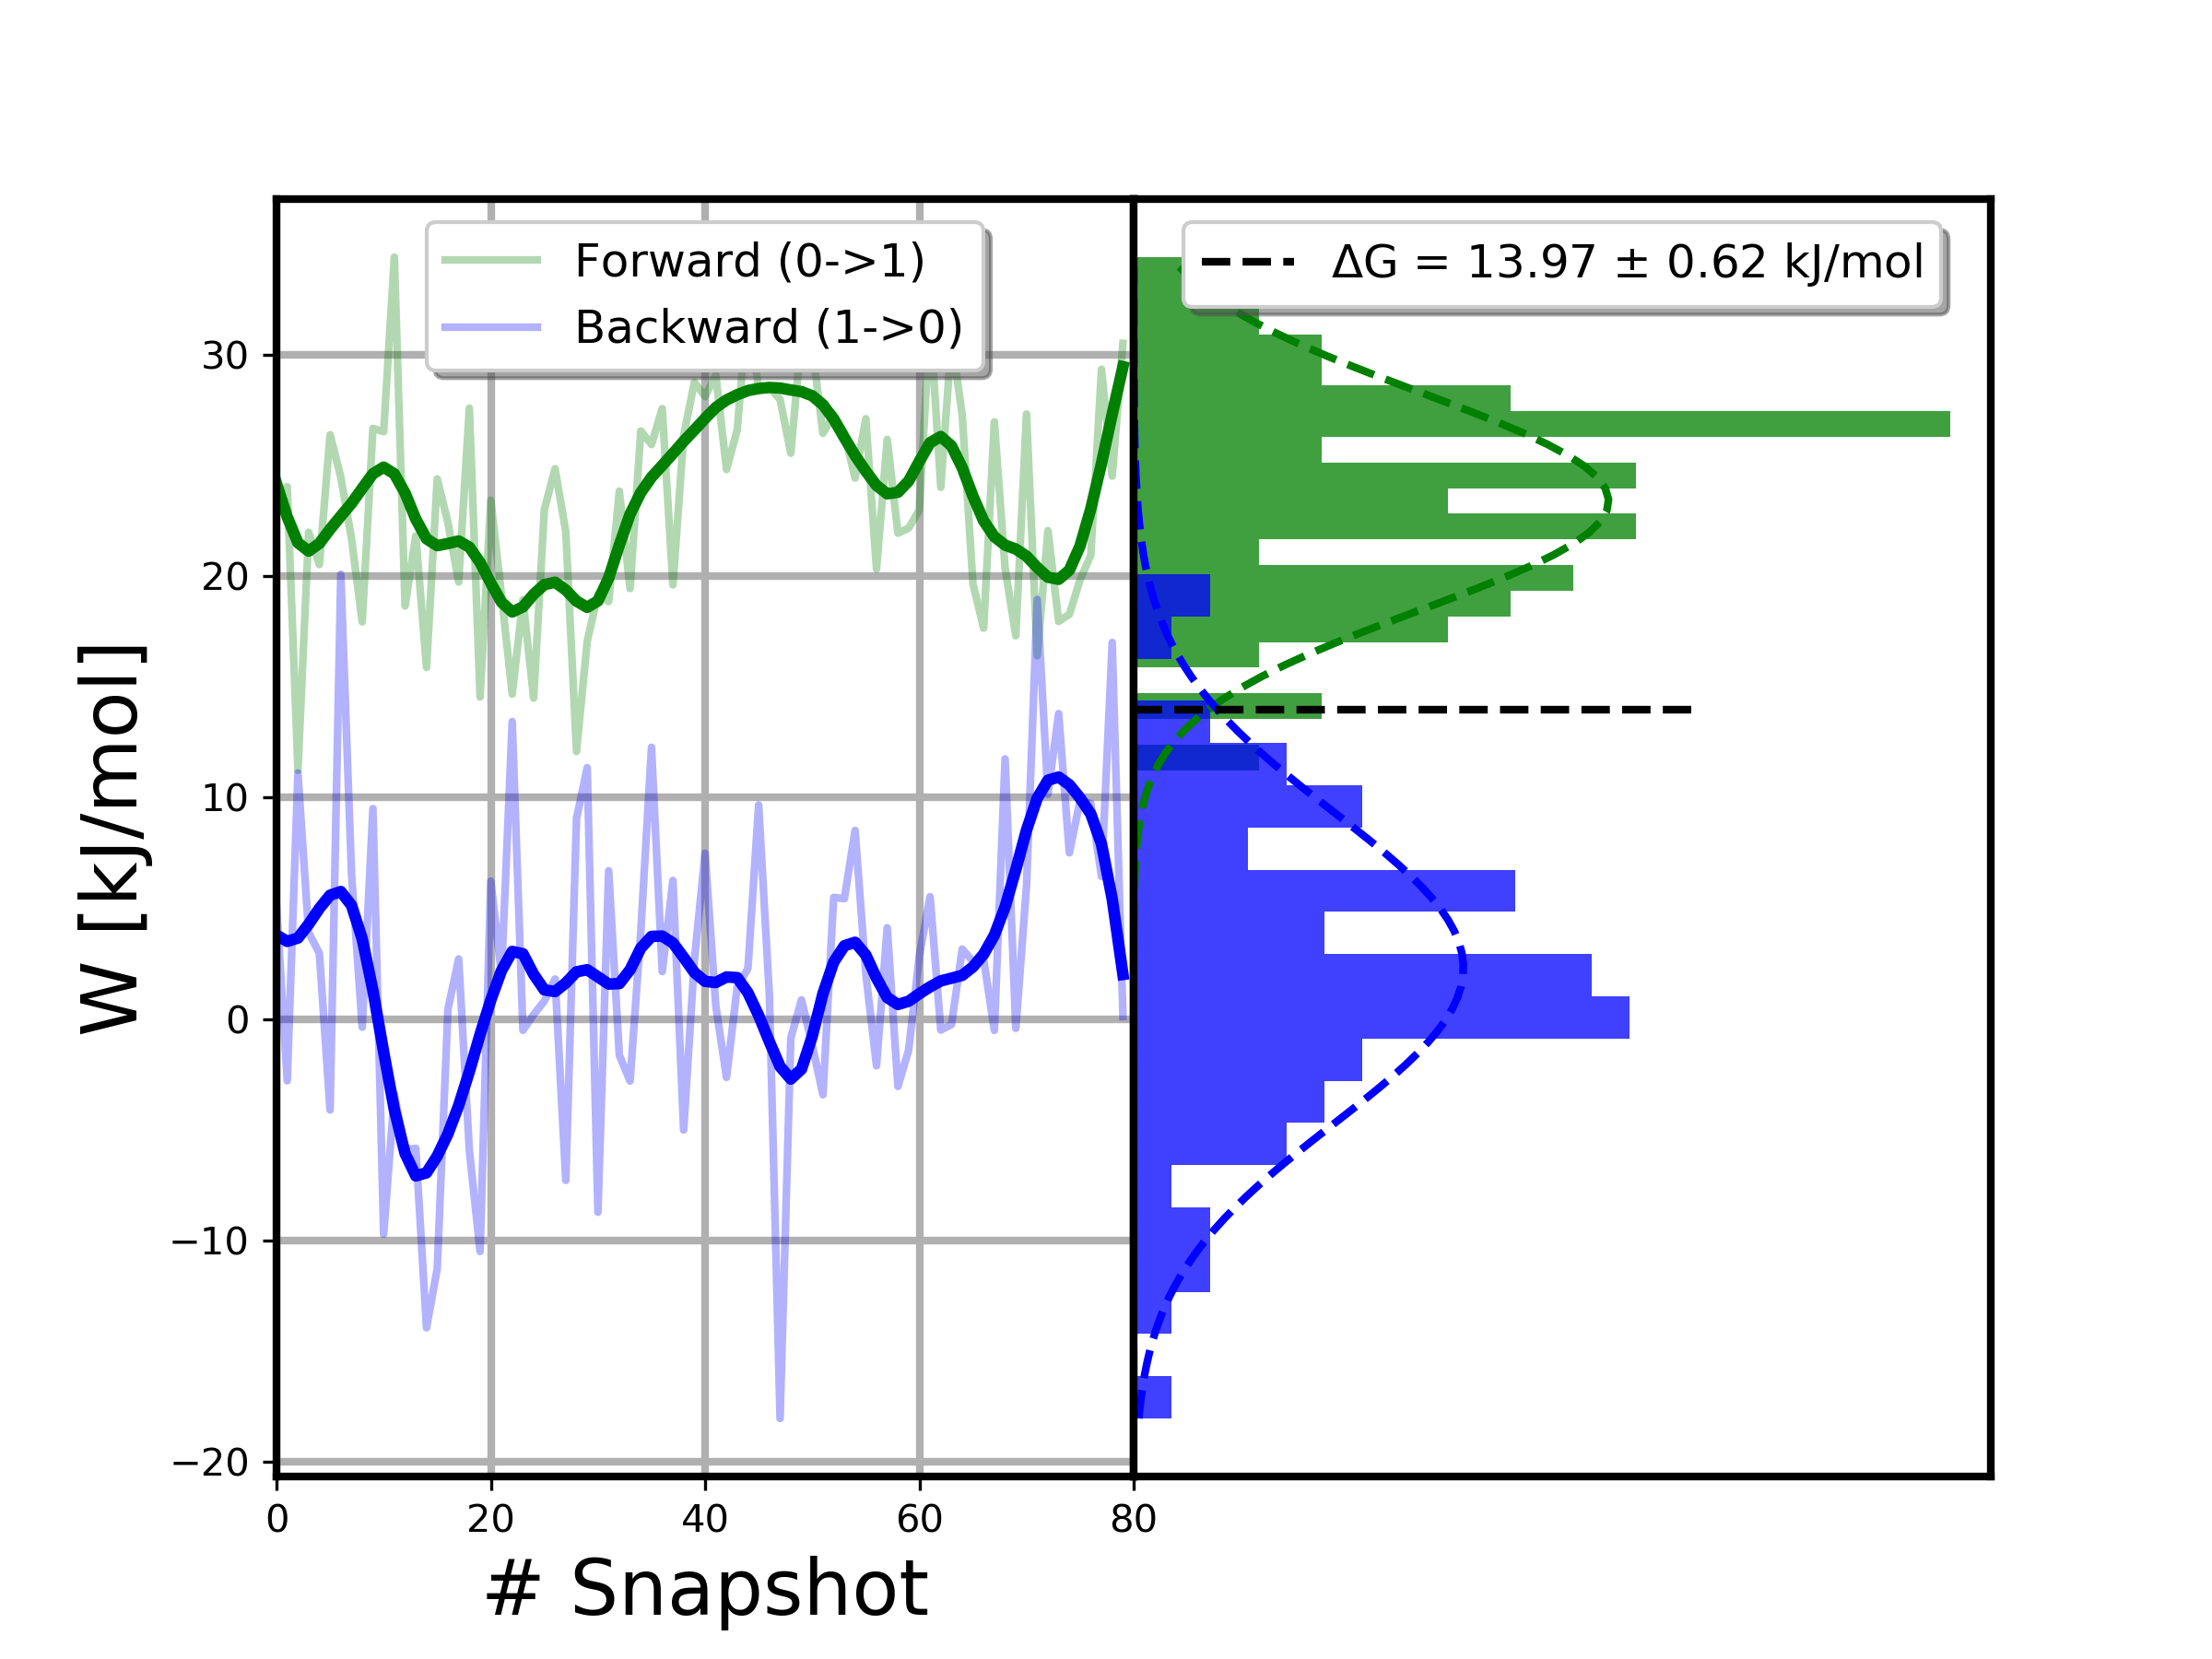 Forward (0->1)
Backward (1->0)
ΔG = 13.97 ± 0.62 kJ/mol
W [kJ/mol]
30
20
10
0
−10
−20
0 20 40 60 80
# Snapshot